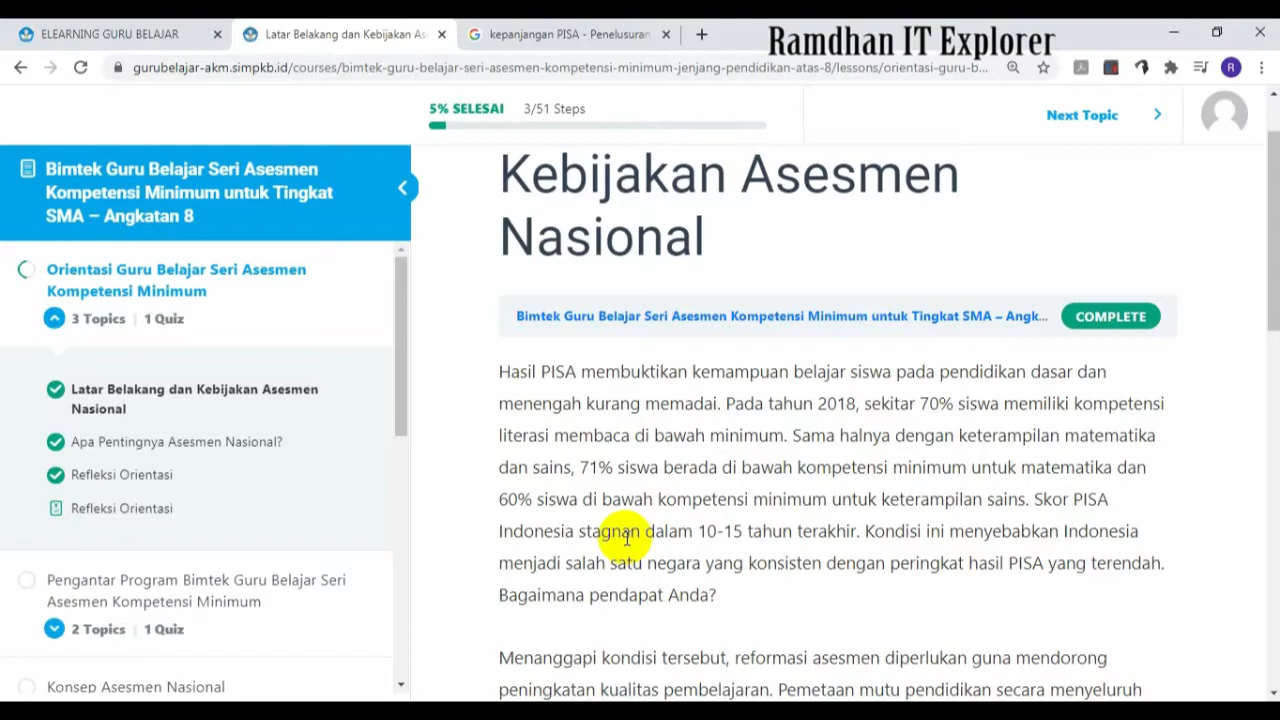 ELEARNING GURU BELAJAR
Latar Belakang dan Kebijakan As
kepanjangan PISA - Penelusuran
Ramdhan IT Explorer
gurubelajar-akm.simpkb.id/courses/bimtek-guru-belajar-seri-asesmen-kompetensi-minimum-jenjang-pendidikan-atas-8/lessons/orientasi-guru-b...
R
5% SELESAI 3/51 Steps
Next Topic
Bimtek Guru Belajar Seri Asesmen
Kompetensi Minimum untuk Tingkat
SMA – Angkatan 8
Orientasi Guru Belajar Seri Asesmen
Kompetensi Minimum
3 Topics | 1 Quiz
Latar Belakang dan Kebijakan Asesmen
Nasional
Apa Pentingnya Asesmen Nasional?
Refleksi Orientasi
Refleksi Orientasi
Pengantar Program Bimtek Guru Belajar Seri
Asesmen Kompetensi Minimum
2 Topics | 1 Quiz
Konsep Asesmen Nasional
Kebijakan Asesmen
Nasional
Bimtek Guru Belajar Seri Asesmen Kompetensi Minimum untuk Tingkat SMA – Angk...
COMPLETE
Hasil PISA membuktikan kemampuan belajar siswa pada pendidikan dasar dan
menengah kurang memadai. Pada tahun 2018, sekitar 70% siswa memiliki kompetensi
literasi membaca di bawah minimum. Sama halnya dengan keterampilan matematika
dan sains, 71% siswa berada di bawah kompetensi minimum untuk matematika dan
60% siswa di bawah kompetensi minimum untuk keterampilan sains. Skor PISA
Indonesia stagnan dalam 10-15 tahun terakhir. Kondisi ini menyebabkan Indonesia
menjadi salah satu negara yang konsisten dengan peringkat hasil PISA yang terendah.
Bagaimana pendapat Anda?
Menanggapi kondisi tersebut, reformasi asesmen diperlukan guna mendorong
peningkatan kualitas pembelajaran. Pemetaan mutu pendidikan secara menyeluruh